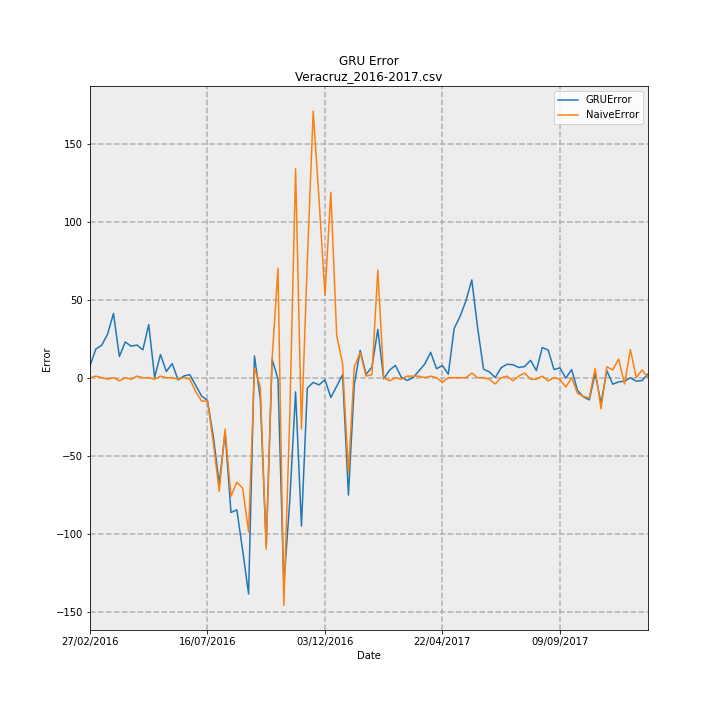 GRU Error
Veracruz_2016-2017.csv
GRUError
NaiveError
150
100
50
0
−50
−100
−150
Error
27/02/2016
16/07/2016
03/12/2016
22/04/2017
09/09/2017
Date